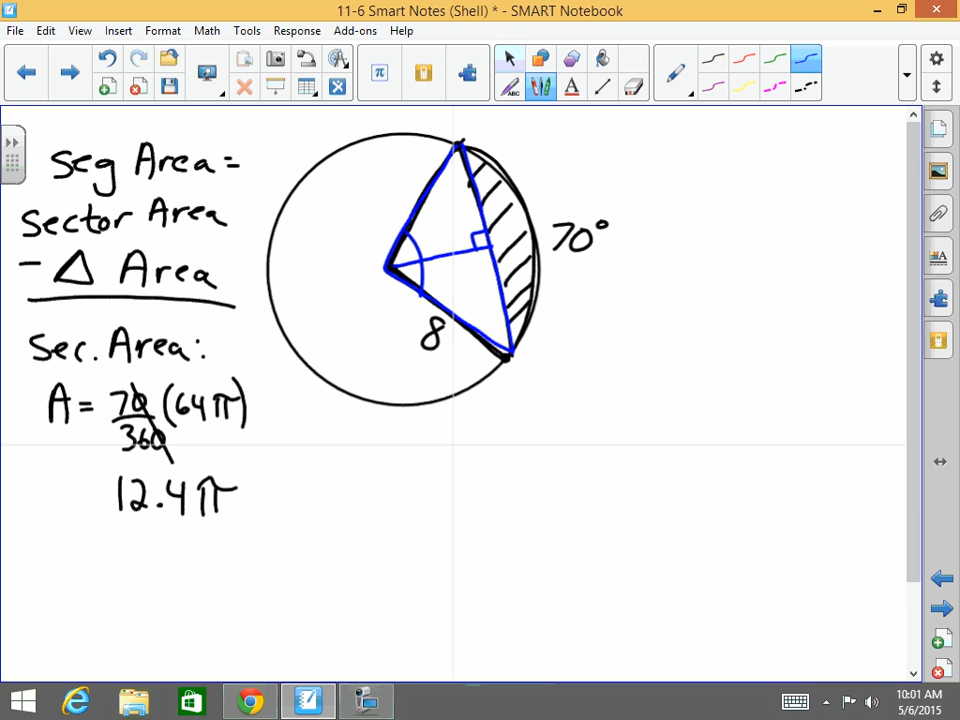 11-6 Smart Notes (Shell) * - SMART Notebook
File Edit View Insert Format Math Tools Response Add-ons Help
Seg Area =
Sector Area
- △ Area
Sec. Area:
A = 70/360 (64π)
12.4π
70°
8
10:01 AM
5/6/2015